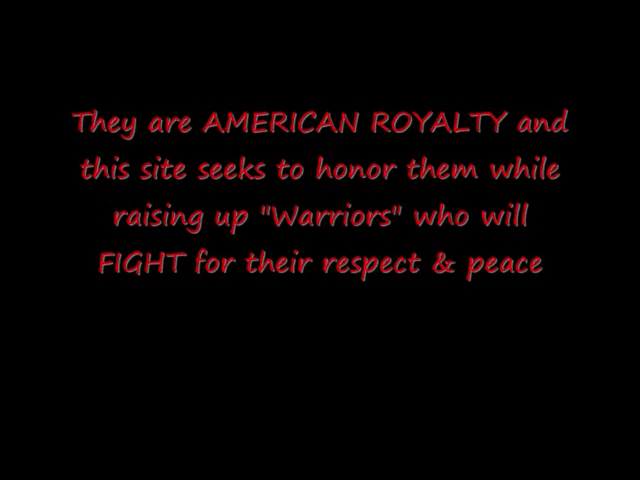 They are AMERICAN ROYALTY and
this site seeks to honor them while
raising up "Warriors" who will
FIGHT for their respect & peace